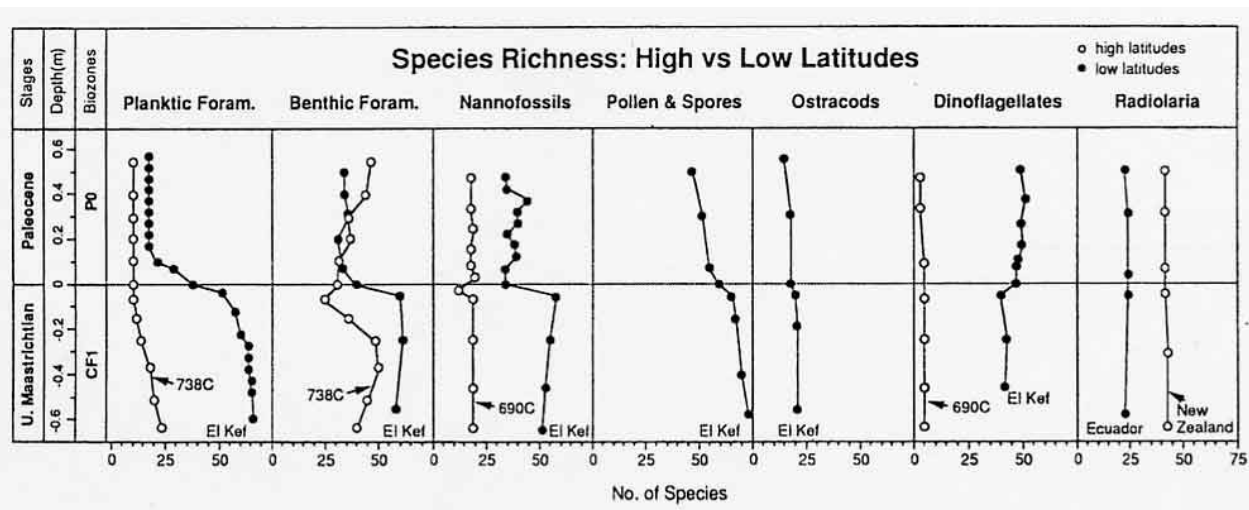 Species Richness: High vs Low Latitudes
high latitudes
low latitudes
Stages
Depth(m)
Biozones
Planktic Foram.
Benthic Foram.
Nannofossils
Pollen & Spores
Ostracods
Dinoflagellates
Radiolaria
Paleocene
U. Maastrichtian
0.6
0.4
0.2
0
-0.2
-0.4
-0.6
P0
CF1
738C
El Kef
738C
El Kef
690C
El Kef
El Kef
El Kef
690C
El Kef
Ecuador
New
Zealand
0 25 50 0 25 50 0 25 50 0 25 50 0 25 50 0 25 50 0 25 50 75
No. of Species